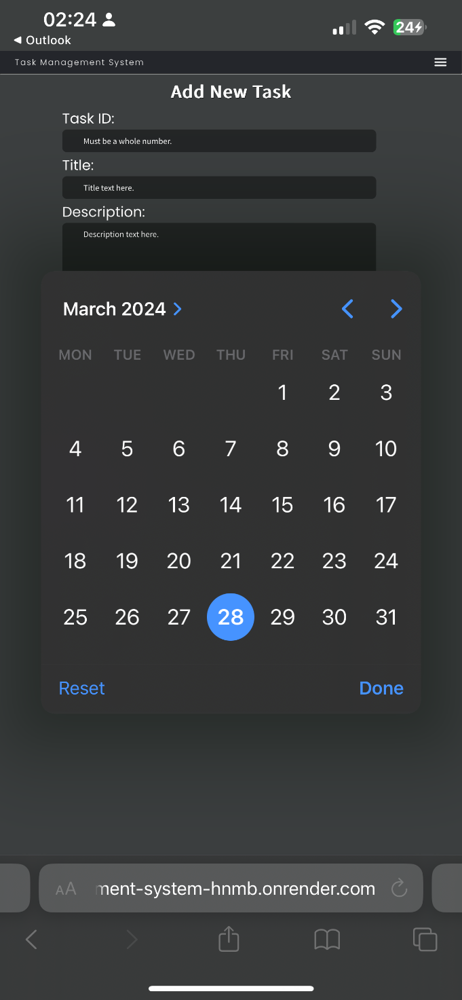 02:24
24
Outlook
Task Management System
Add New Task
Task ID:
Must be a whole number.
Title:
Title text here.
Description:
Description text here.
March 2024
MON TUE WED THU FRI SAT SUN
1 2 3
4 5 6 7 8 9 10
11 12 13 14 15 16 17
18 19 20 21 22 23 24
25 26 27 28 29 30 31
Reset Done
AA ment-system-hnmb.onrender.com